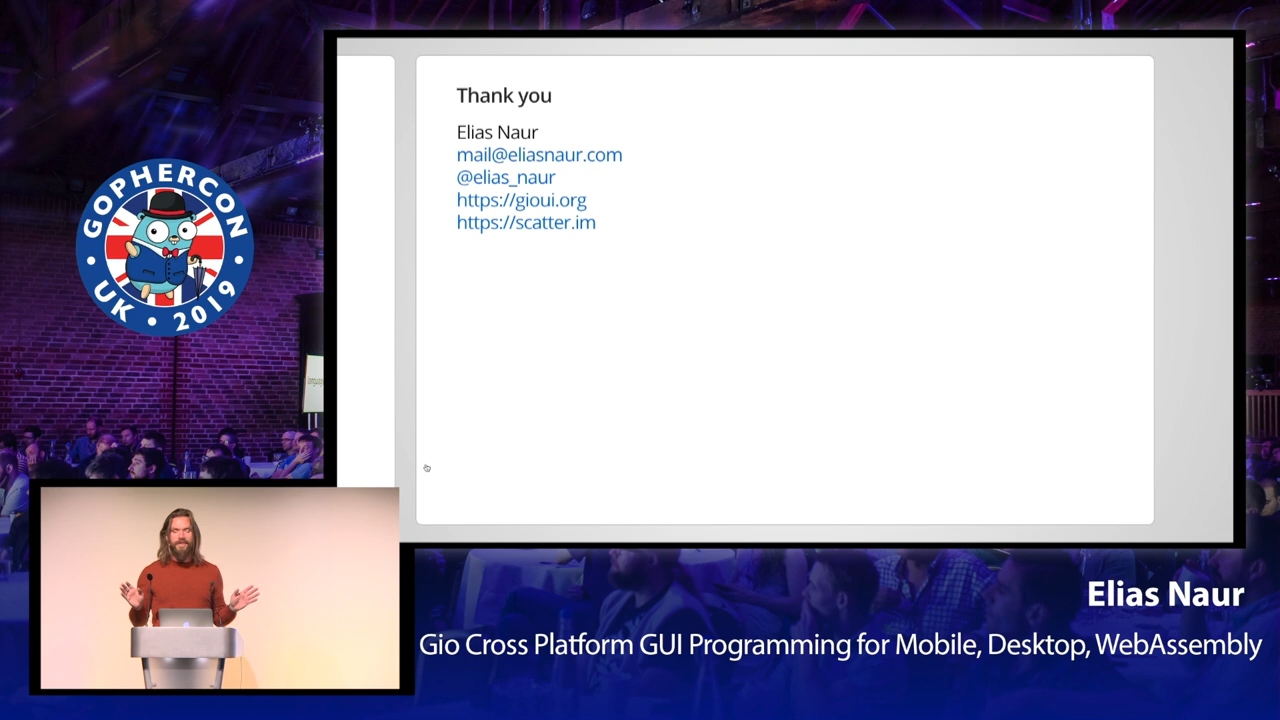 GOPHERCON
UK • 2019
Thank you
Elias Naur
mail@eliasnaur.com
@elias_naur
https://gioui.org
https://scatter.im
Elias Naur
Gio Cross Platform GUI Programming for Mobile, Desktop, WebAssembly